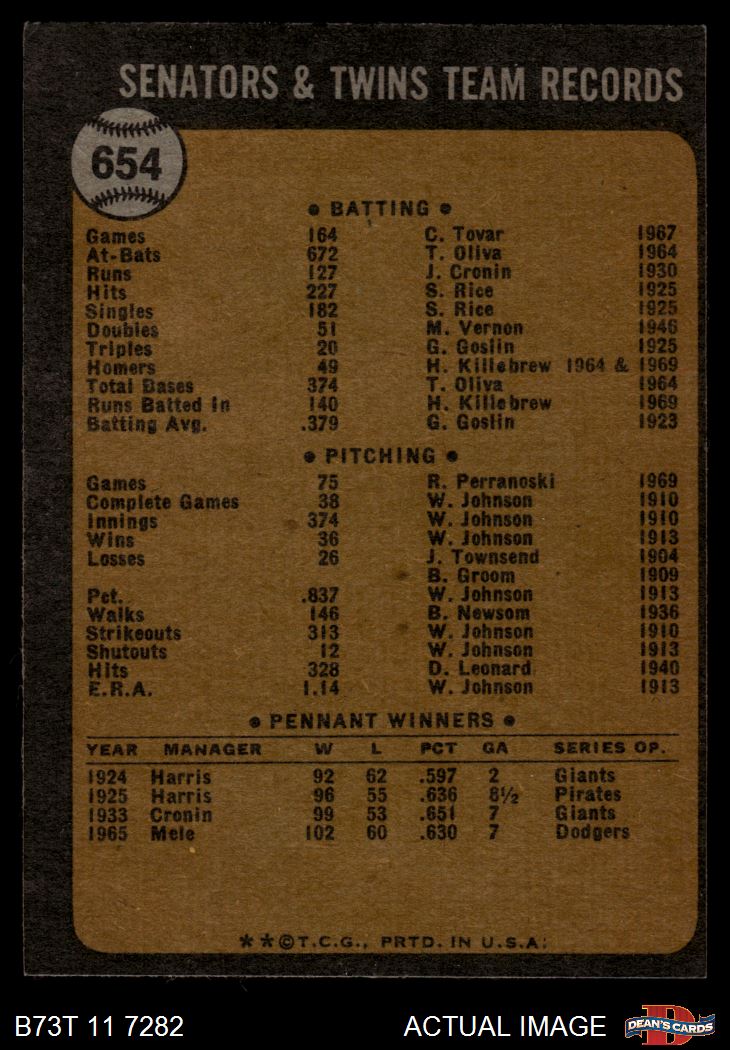 SENATORS & TWINS TEAM RECORDS
654
• BATTING •
Games 164 C. Tovar 1967
At-Bats 672 T. Oliva 1964
Runs 127 J. Cronin 1930
Hits 227 S. Rice 1925
Singles 182 S. Rice 1925
Doubles 51 M. Vernon 1946
Triples 20 G. Goslin 1925
Homers 49 H. Killebrew 1964 & 1969
Total Bases 374 T. Oliva 1964
Runs Batted In 140 H. Killebrew 1969
Batting Avg. .379 G. Goslin 1923
• PITCHING •
Games 75 R. Perranoski 1969
Complete Games 38 W. Johnson 1910
Innings 374 W. Johnson 1910
Wins 36 W. Johnson 1913
Losses 26 J. Townsend 1904
B. Groom 1909
Pct. .837 W. Johnson 1913
Walks 146 B. Newsom 1936
Strikeouts 313 W. Johnson 1910
Shutouts 12 W. Johnson 1913
Hits 328 D. Leonard 1940
E.R.A. 1.14 W. Johnson 1913
• PENNANT WINNERS •
YEAR MANAGER W L PCT GA SERIES OP.
1924 Harris 92 62 .597 2 Giants
1925 Harris 96 55 .636 8½ Pirates
1933 Cronin 99 53 .651 7 Giants
1965 Mele 102 60 .630 7 Dodgers
**©T.C.G., PRTD. IN U.S.A.
B73T 11 7282 ACTUAL IMAGE D DEAN'S CARDS